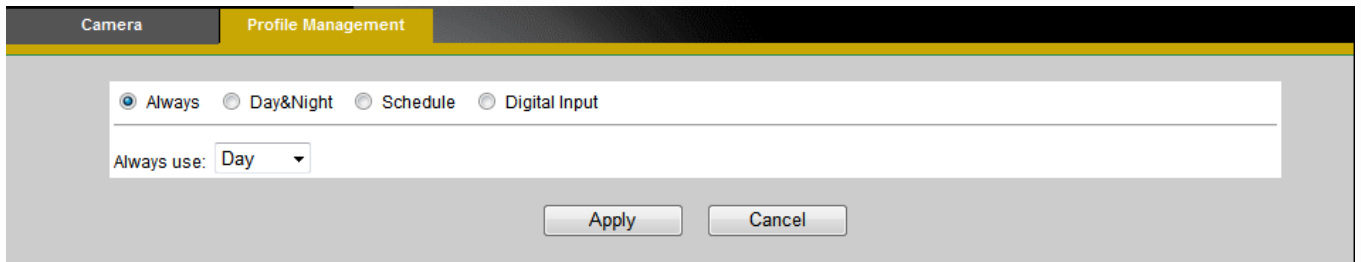 Camera Profile Management
Always Day&Night Schedule Digital Input
Always use: Day
Apply Cancel